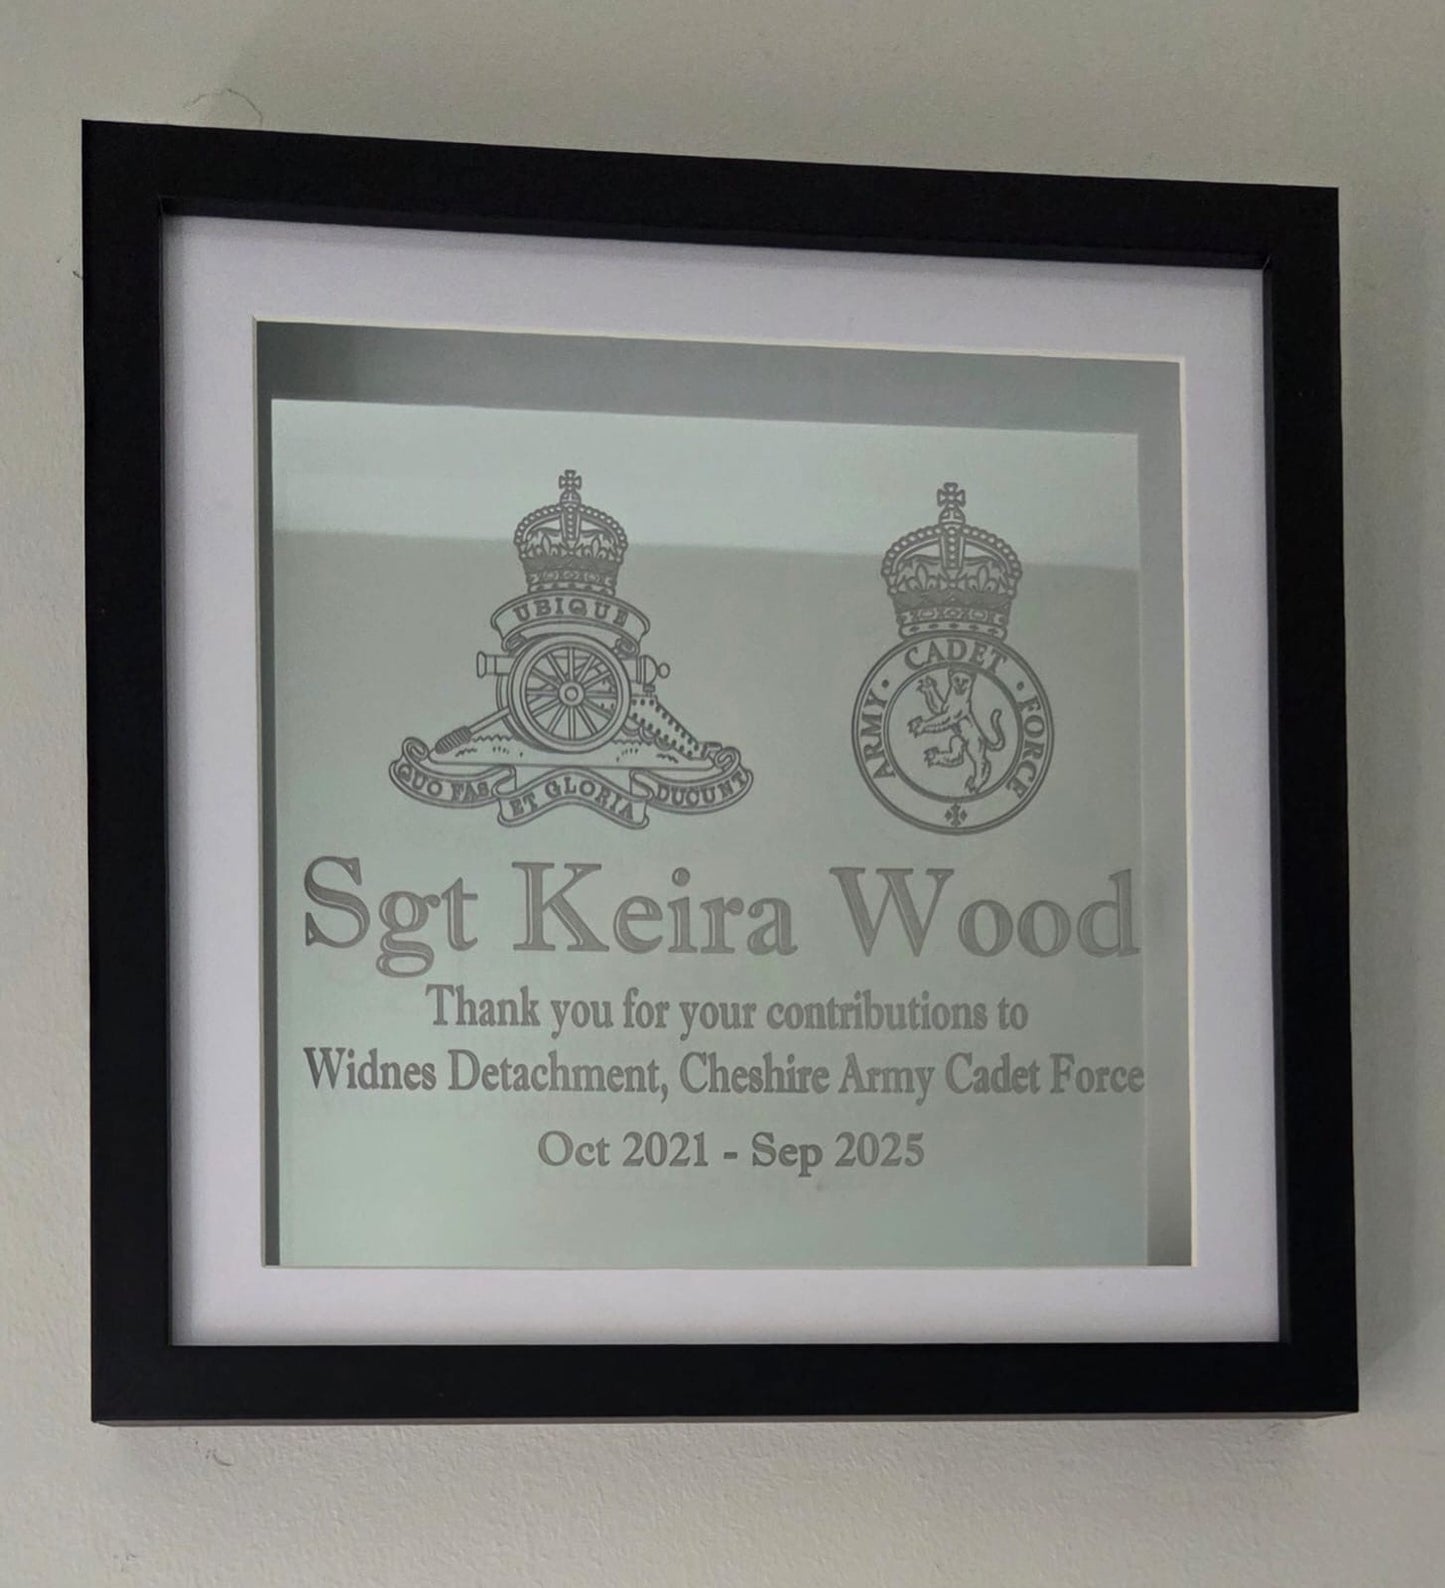 UBIQUE
QUO FAS ET GLORIA DUCUNT
ARMY · CADET · FORCE
Sgt Keira Wood
Thank you for your contributions to
Widnes Detachment, Cheshire Army Cadet Force
Oct 2021 - Sep 2025